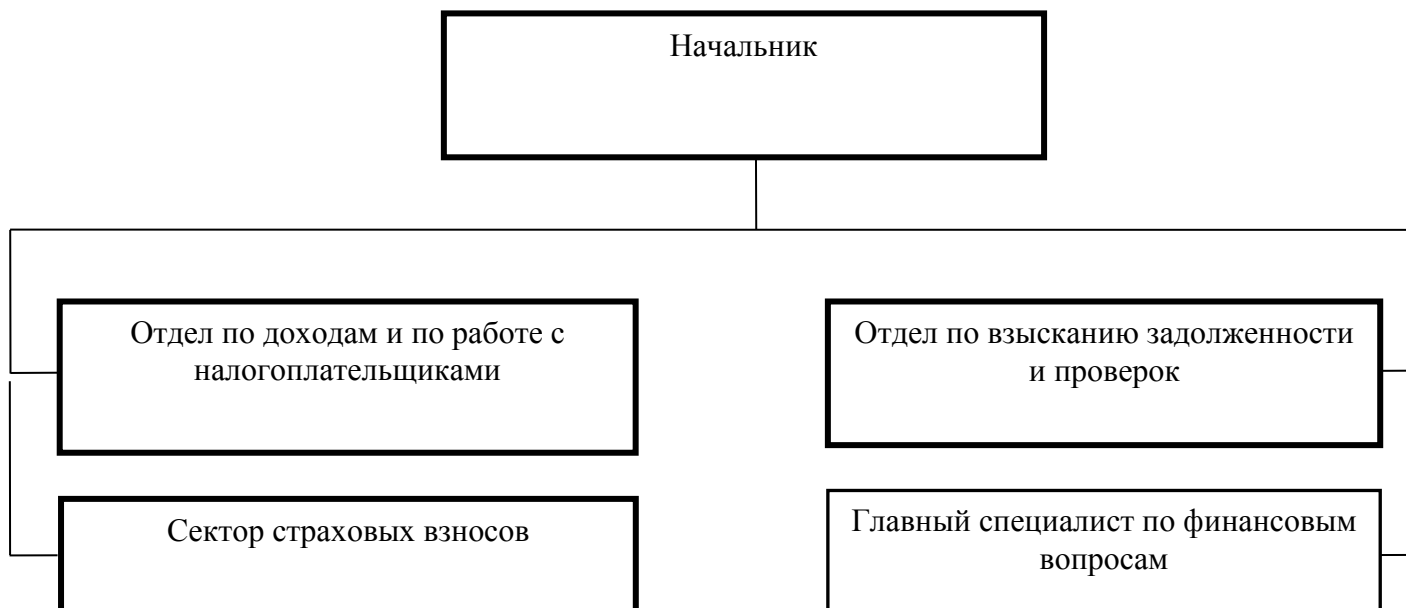 Начальник
Отдел по доходам и по работе с
налогоплательщиками
Отдел по взысканию задолженности
и проверок
Сектор страховых взносов
Главный специалист по финансовым
вопросам